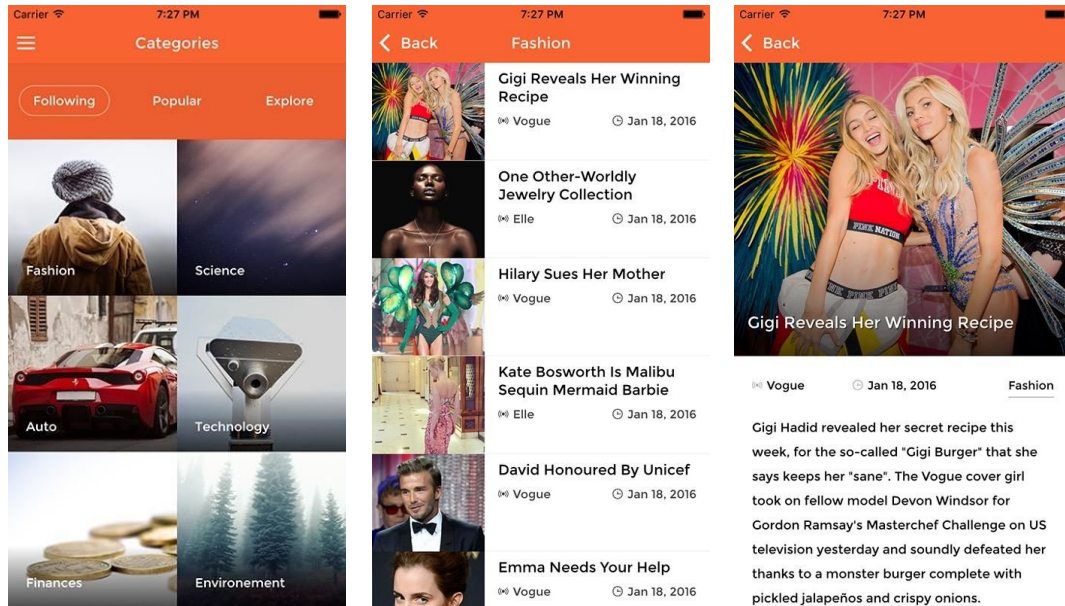 Carrier 7:27 PM
Categories
Following Popular Explore
Fashion Science
Auto Technology
Finances Environement
Carrier 7:27 PM
Back Fashion
Gigi Reveals Her Winning
Recipe
Vogue Jan 18, 2016
One Other-Worldly
Jewelry Collection
Elle Jan 18, 2016
Hilary Sues Her Mother
Vogue Jan 18, 2016
Kate Bosworth Is Malibu
Sequin Mermaid Barbie
Elle Jan 18, 2016
David Honoured By Unicef
Vogue Jan 18, 2016
Emma Needs Your Help
Vogue Jan 18, 2016
Carrier 7:27 PM
Back
PINK NATION
Gigi Reveals Her Winning Recipe
Vogue Jan 18, 2016 Fashion
Gigi Hadid revealed her secret recipe this
week, for the so-called "Gigi Burger" that she
says keeps her "sane". The Vogue cover girl
took on fellow model Devon Windsor for
Gordon Ramsay's Masterchef Challenge on US
television yesterday and soundly defeated her
thanks to a monster burger complete with
pickled jalapeños and crispy onions.